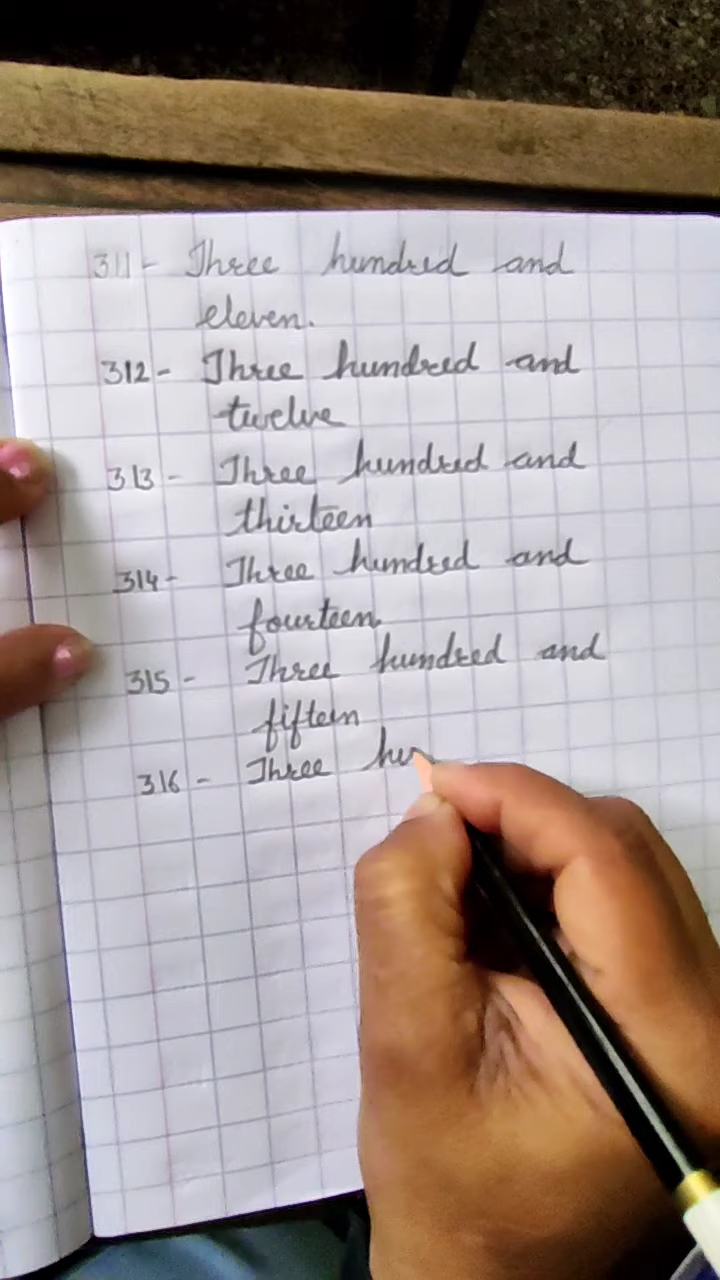 311 - Three hundred and
eleven.
312 - Three hundred and
twelve
313 - Three hundred and
thirteen
314 - Three hundred and
fourteen
315 - Three hundred and
fifteen
316 - Three hu